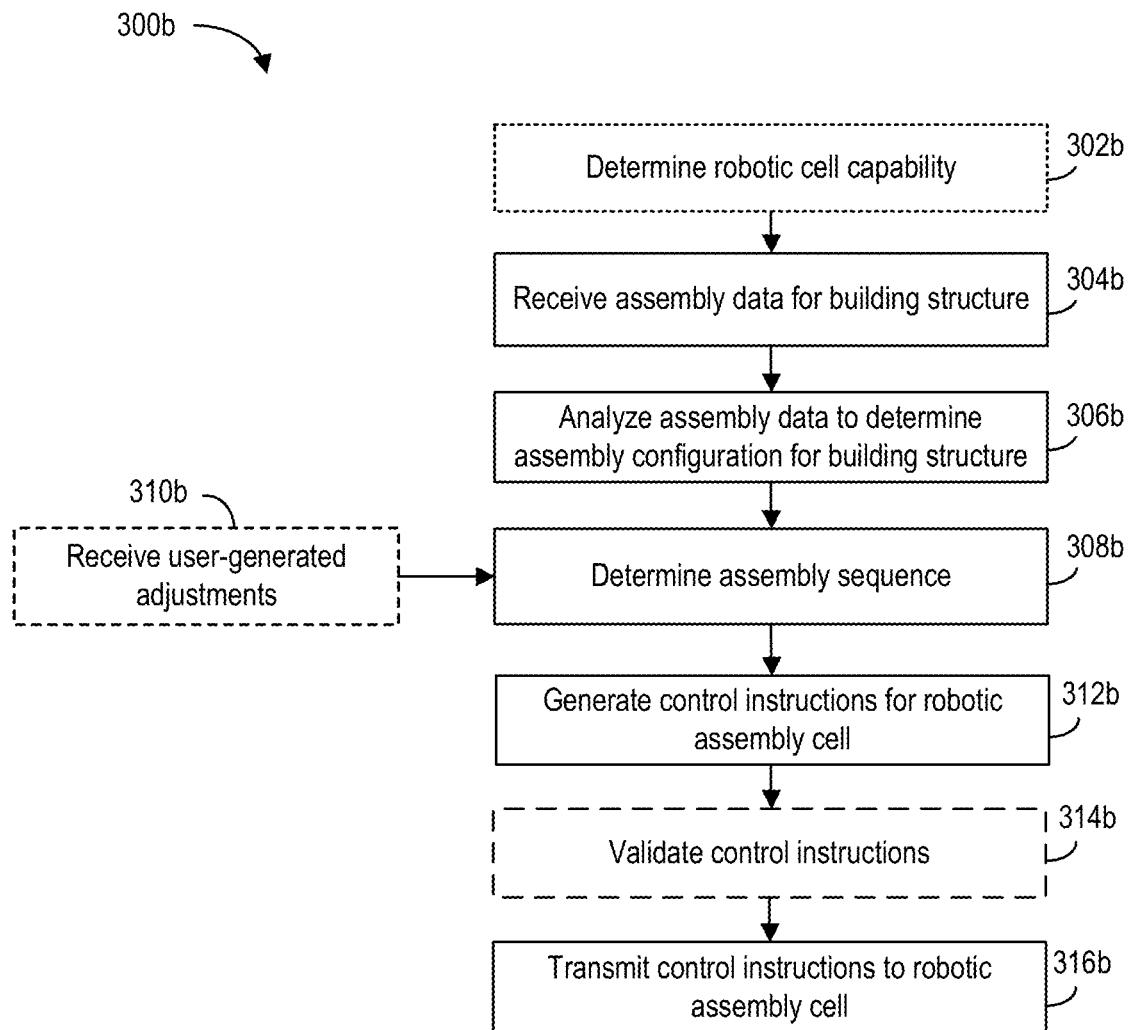 300b
Determine robotic cell capability
302b
Receive assembly data for building structure
304b
Analyze assembly data to determine
assembly configuration for building structure
306b
310b
Receive user-generated
adjustments
Determine assembly sequence
308b
Generate control instructions for robotic
assembly cell
312b
Validate control instructions
314b
Transmit control instructions to robotic
assembly cell
316b